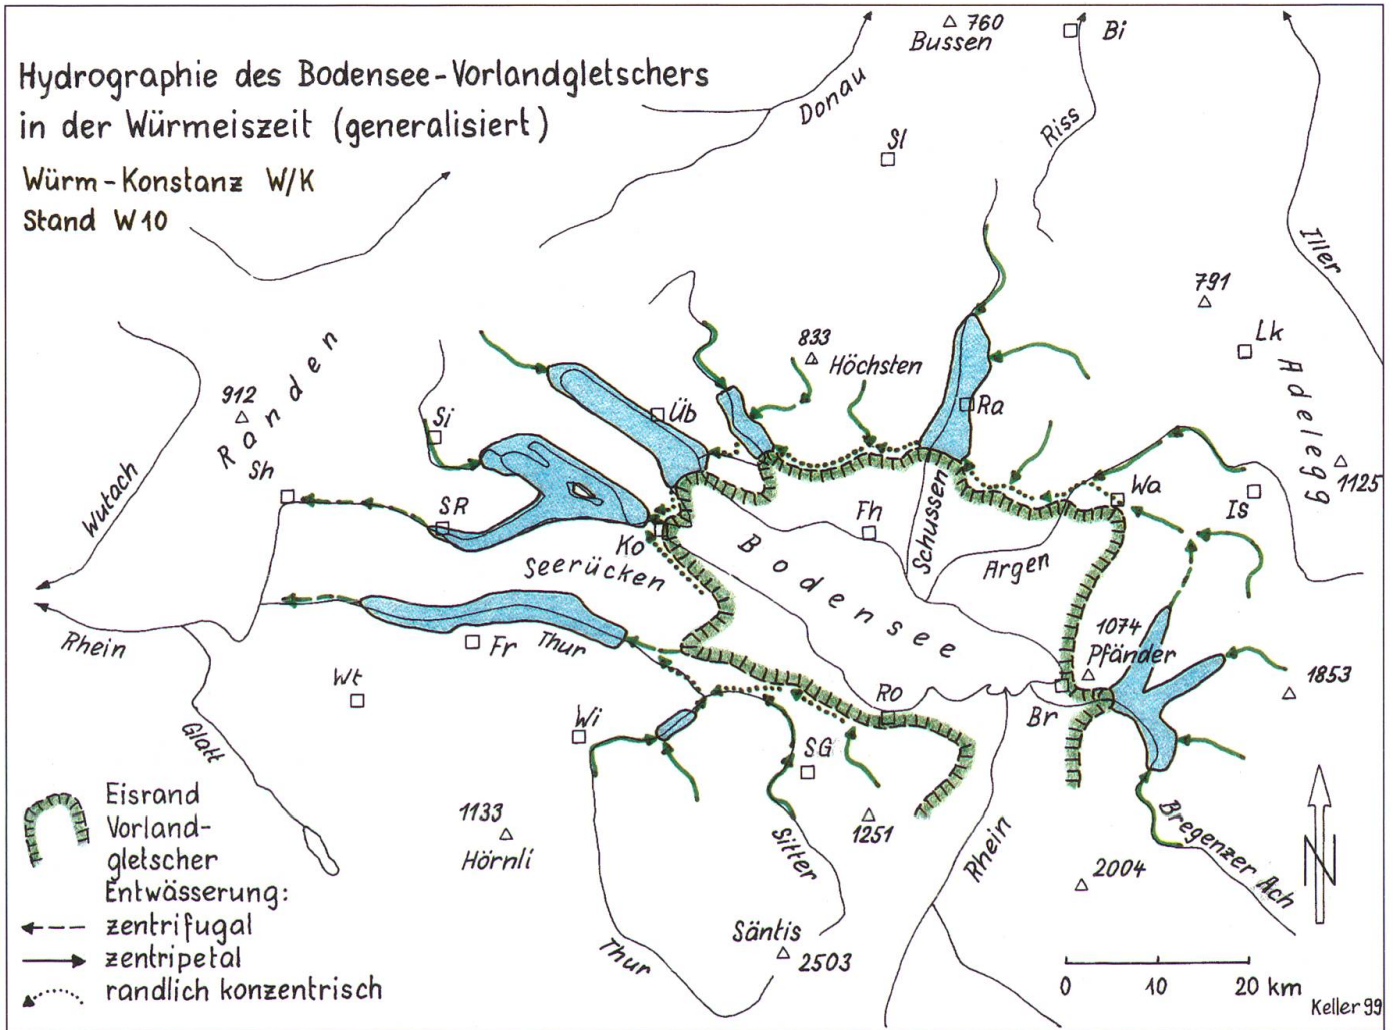 Hydrographie des Bodensee-Vorlandgletschers
in der Würmeiszeit (generalisiert)
Würm-Konstanz W/K
Stand W10
760
Bussen
Bi
Donau
Riss
Sl
Iller
791
Lk
Adelegg
1125
Is
833
Höchsten
Ra
Üb
912
Randen
Si
Sh
Wutach
SR
Wa
Fh
Schussen
Argen
Ko
Seerücken
Bodensee
1074
Pfänder
1853
Rhein
Fr
Thur
Wt
Glatt
Wi
Ro
Br
SG
1251
Sitter
Rhein
Bregenzer Ach
2004
1133
Hörnli
Thur
Säntis
2503
Eisrand
Vorland-
gletscher
Entwässerung:
zentrifugal
zentripetal
randlich konzentrisch
N
0 10 20 km
Keller 99